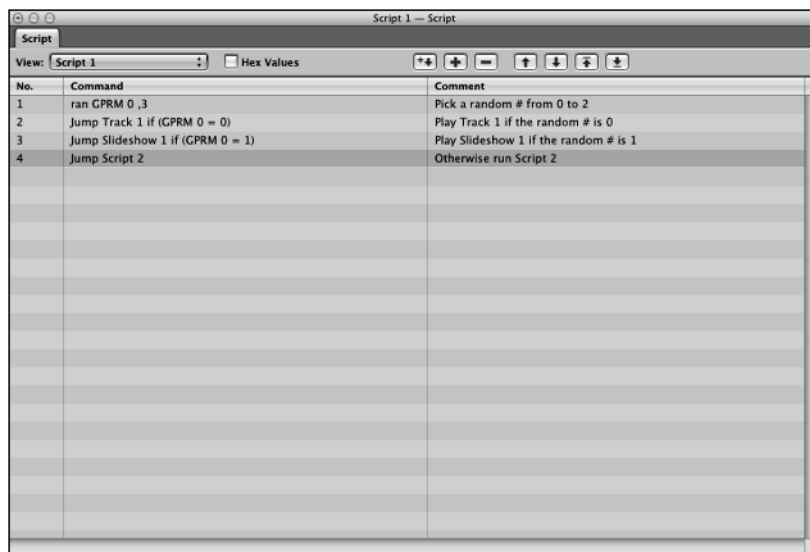 Script 1 — Script
Script
View: Script 1 Hex Values
No. Command Comment
1 ran GPRM 0 ,3 Pick a random # from 0 to 2
2 Jump Track 1 if (GPRM 0 = 0) Play Track 1 if the random # is 0
3 Jump Slideshow 1 if (GPRM 0 = 1) Play Slideshow 1 if the random # is 1
4 Jump Script 2 Otherwise run Script 2